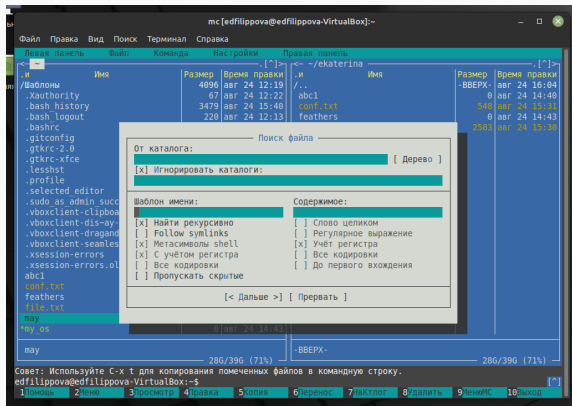 mc [edfilippova@edfilippova-VirtualBox]:~
Файл Правка Вид Поиск Терминал Справка
Левая панель Файл Команда Настройки Правая панель
<─ ~ .[^]> <─ ~/ekaterina .[^]>
.и Имя Размер Время правки .и Имя Размер Время правки
/Шаблоны 4096 авг 24 12:19 /.. -ВВЕРХ- авг 24 16:04
.Xauthority 67 авг 24 12:22 abc1 0 авг 24 14:40
.bash_history 3479 авг 24 15:40 conf.txt 548 авг 24 15:31
.bash_logout 220 авг 24 12:13 feathers 0 авг 24 14:43
.bashrc 2583 авг 24 15:30
.gitconfig
.gtkrc-2.0
.gtkrc-xfce
.lesshst
.profile
.selected_editor
.sudo_as_admin_succ
.vboxclient-clipboa
.vboxclient-dis~ay-
.vboxclient-dragand
.vboxclient-seamles
.xsession-errors
.xsession-errors.ol
abc1
conf.txt
feathers
file.txt
may
*my_os 0 авг 24 14:43
Поиск файла
От каталога:
[ Дерево ]
[x] Игнорировать каталоги:
Шаблон имени: Содержимое:
[x] Найти рекурсивно [ ] Слово целиком
[ ] Follow symlinks [ ] Регулярное выражение
[x] Метасимволы shell [x] Учёт регистра
[x] С учётом регистра [ ] Все кодировки
[ ] Все кодировки [ ] До первого вхождения
[ ] Пропускать скрытые
[< Дальше >] [ Прервать ]
may -ВВЕРХ-
28G/39G (71%) 28G/39G (71%)
Совет: Используйте C-x t для копирования помеченных файлов в командную строку.
edfilippova@edfilippova-VirtualBox:~$ [^]
1Помощь 2Меню 3Просмотр 4Правка 5Копия 6Перенос 7НвКтлог 8Удалить 9МенюMC 10Выход